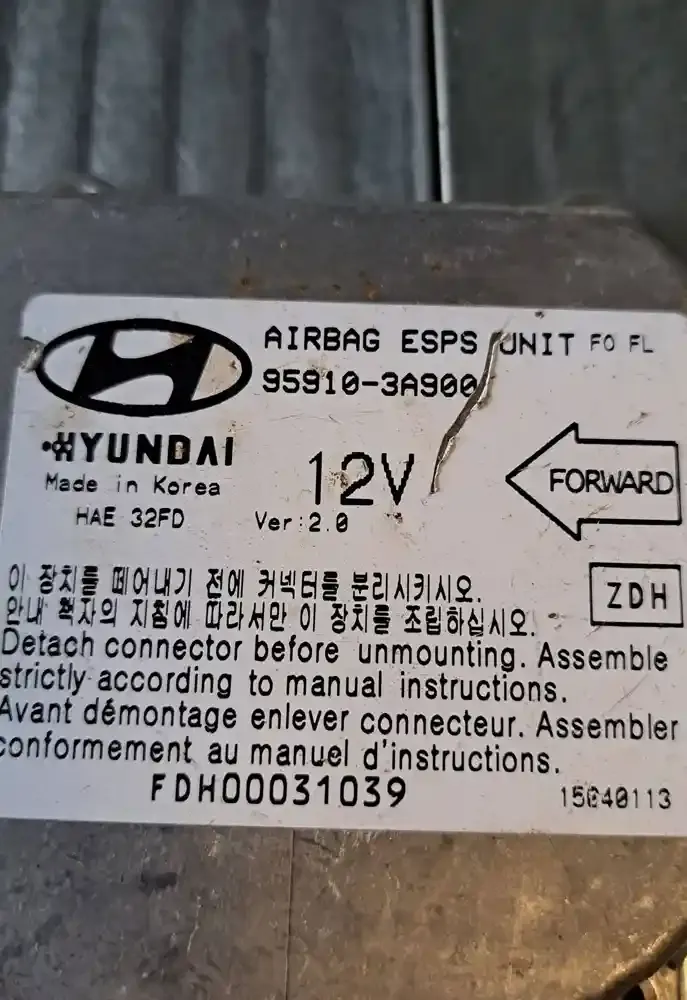 AIRBAG ESPS UNIT FO FL
95910-3A900
HYUNDAI
Made in Korea
HAE 32FD
12V
Ver:2.0
FORWARD
ZDH
이 장치를 떼어내기 전에 커넥터를 분리시키시오.
안내 책자의 지침에 따라서만 이 장치를 조립하십시오.
Detach connector before unmounting. Assemble
strictly according to manual instructions.
Avant démontage enlever connecteur. Assembler
conformement au manuel d'instructions.
FDH00031039